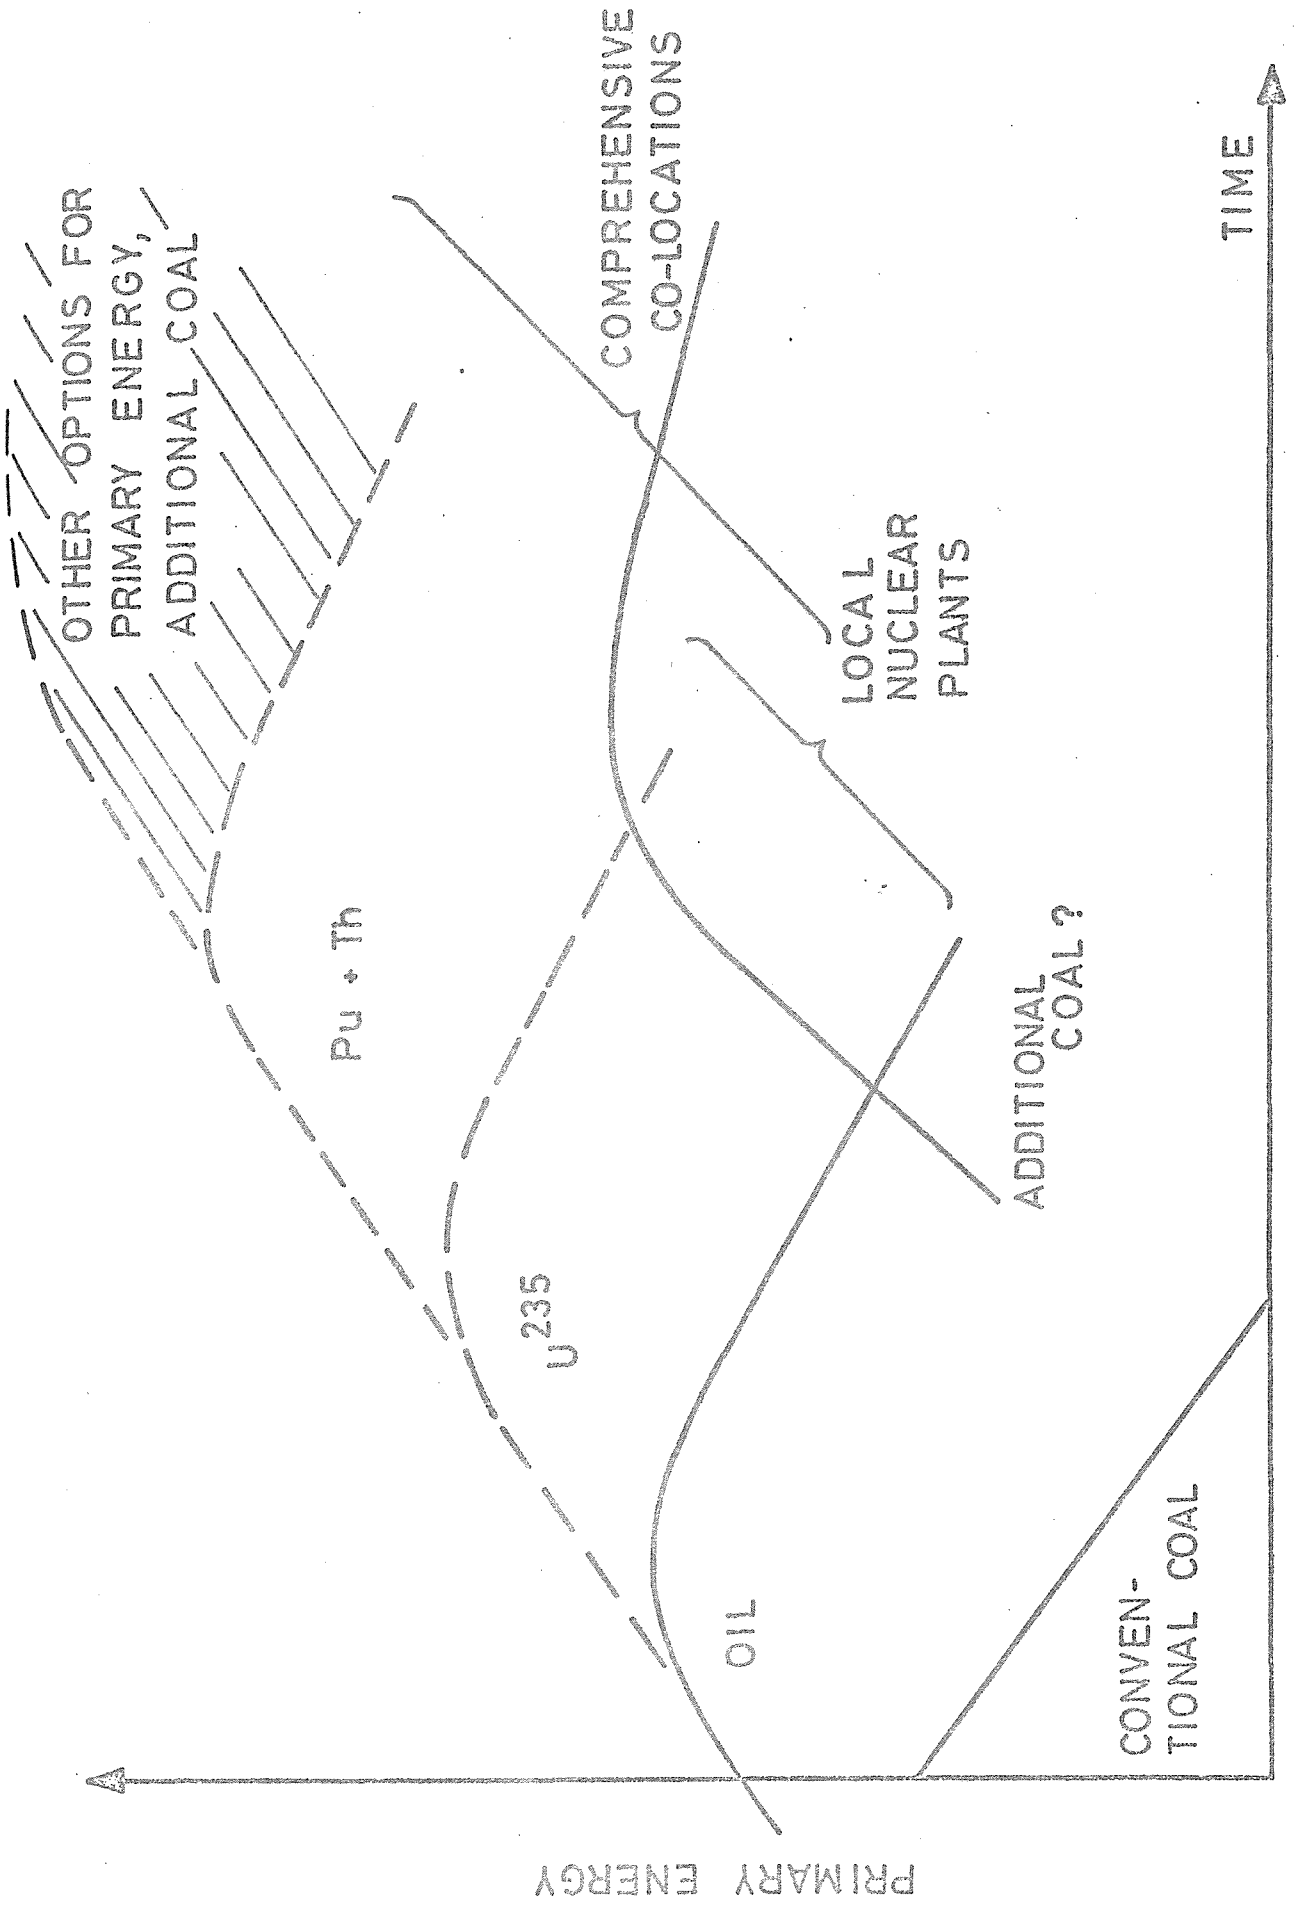 OTHER OPTIONS FOR
PRIMARY ENERGY,
ADDITIONAL COAL
COMPREHENSIVE
CO-LOCATIONS
Pu + Th
U235
OIL
LOCAL
NUCLEAR
PLANTS
ADDITIONAL
COAL ?
CONVEN-
TIONAL COAL
PRIMARY ENERGY
TIME